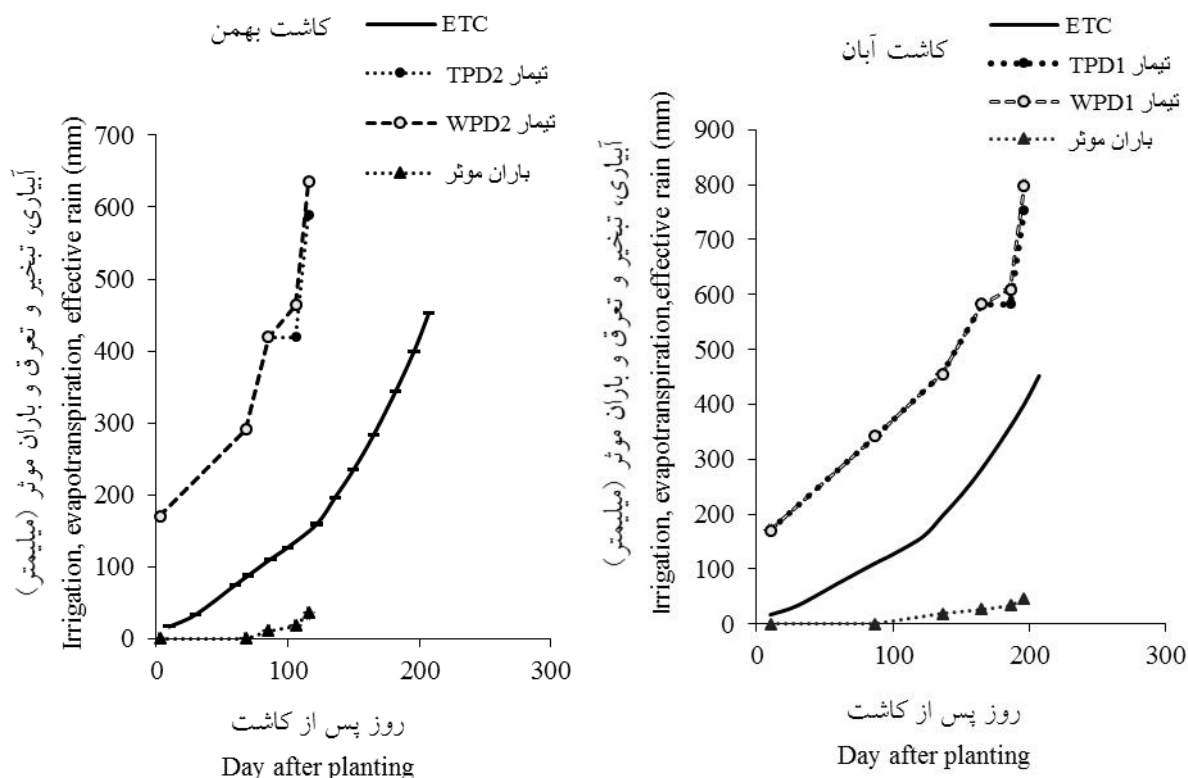 کاشت بهمن
ETC
تیمار TPD2
تیمار WPD2
باران موثر
آبیاری، تبخیر و تعرق و باران موثر (میلیمتر)
Irrigation, evapotranspiration, effective rain (mm)
700
600
500
400
300
200
100
0
0 100 200 300
روز پس از کاشت
Day after planting
کاشت آبان
ETC
تیمار TPD1
تیمار WPD1
باران موثر
آبیاری، تبخیر و تعرق و باران موثر (میلیمتر)
Irrigation, evapotranspiration,effective rain (mm)
900
800
700
600
500
400
300
200
100
0
0 100 200 300
روز پس از کاشت
Day after planting